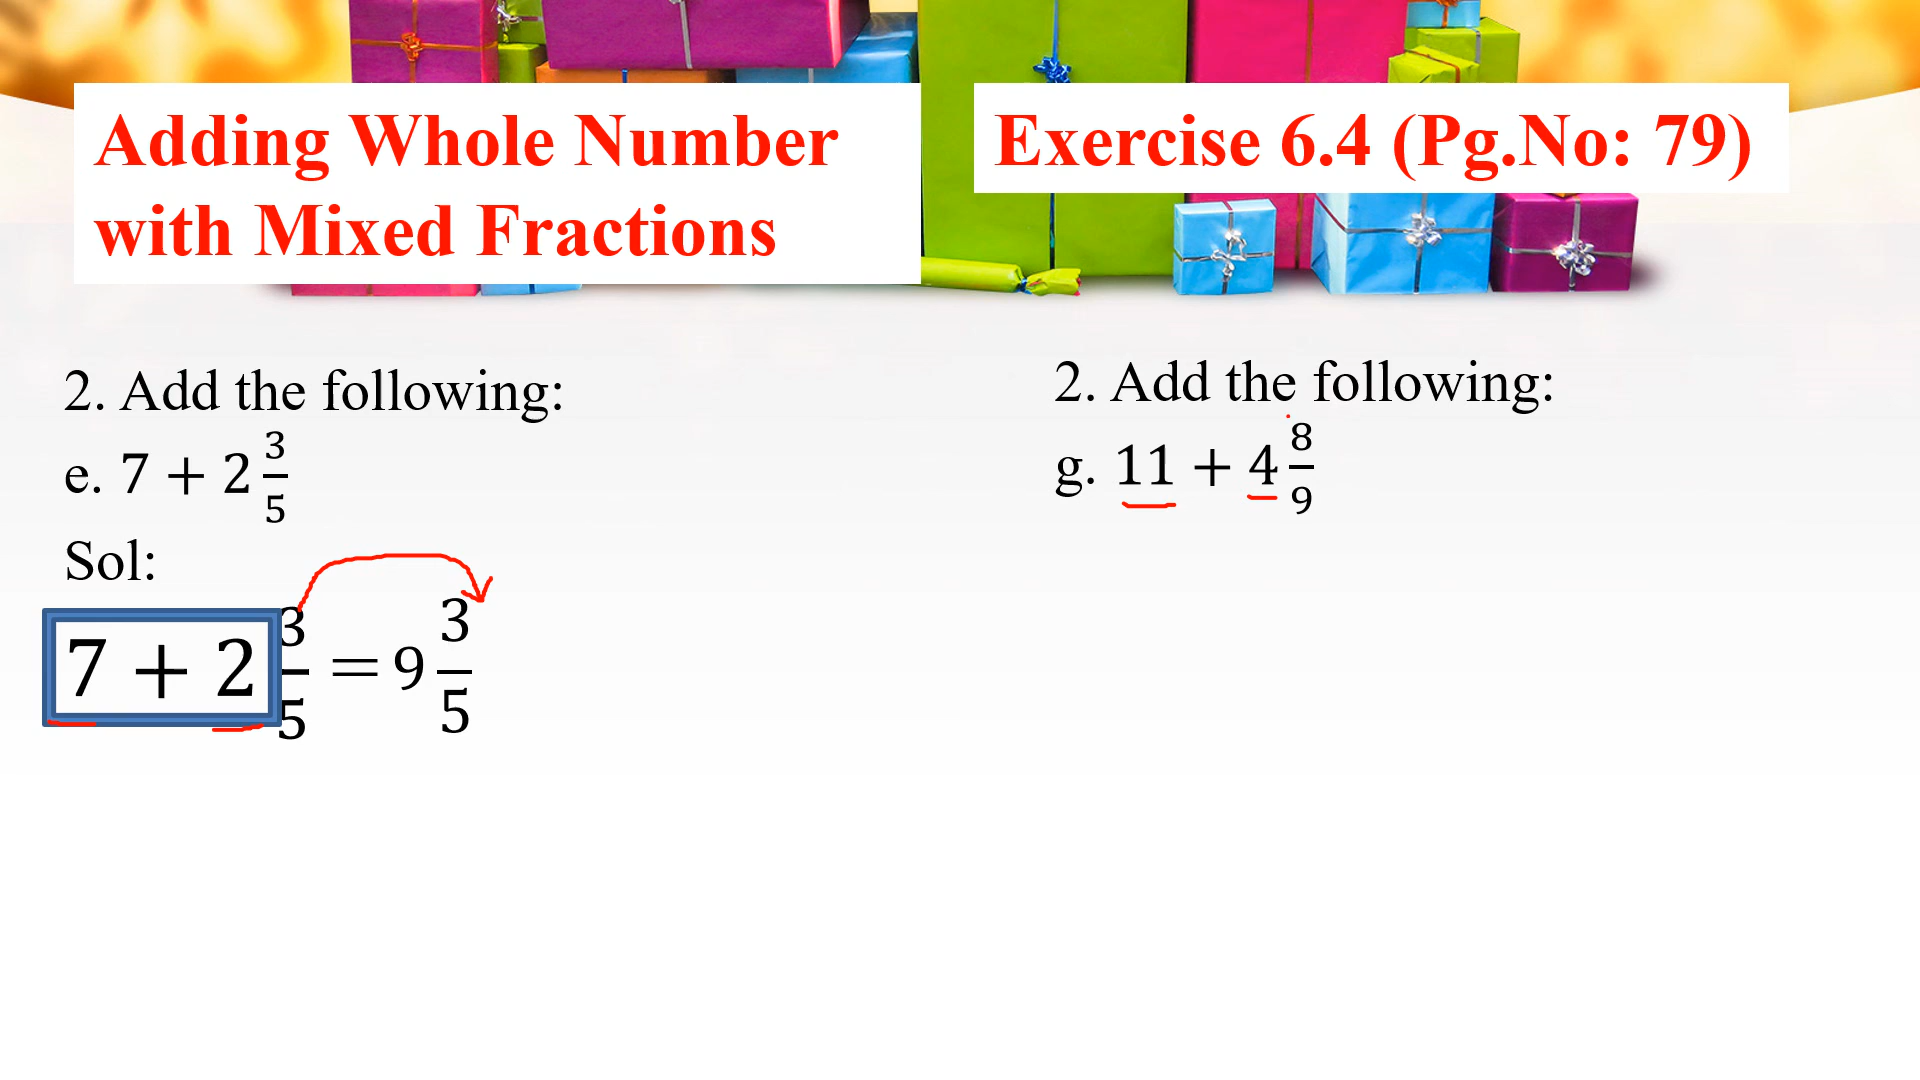 Adding Whole Number
with Mixed Fractions
Exercise 6.4 (Pg.No: 79)
2. Add the following:
e. 7 + 2 3/5
Sol:
7 + 2 3/5 = 9 3/5
2. Add the following:
g. 11 + 4 8/9